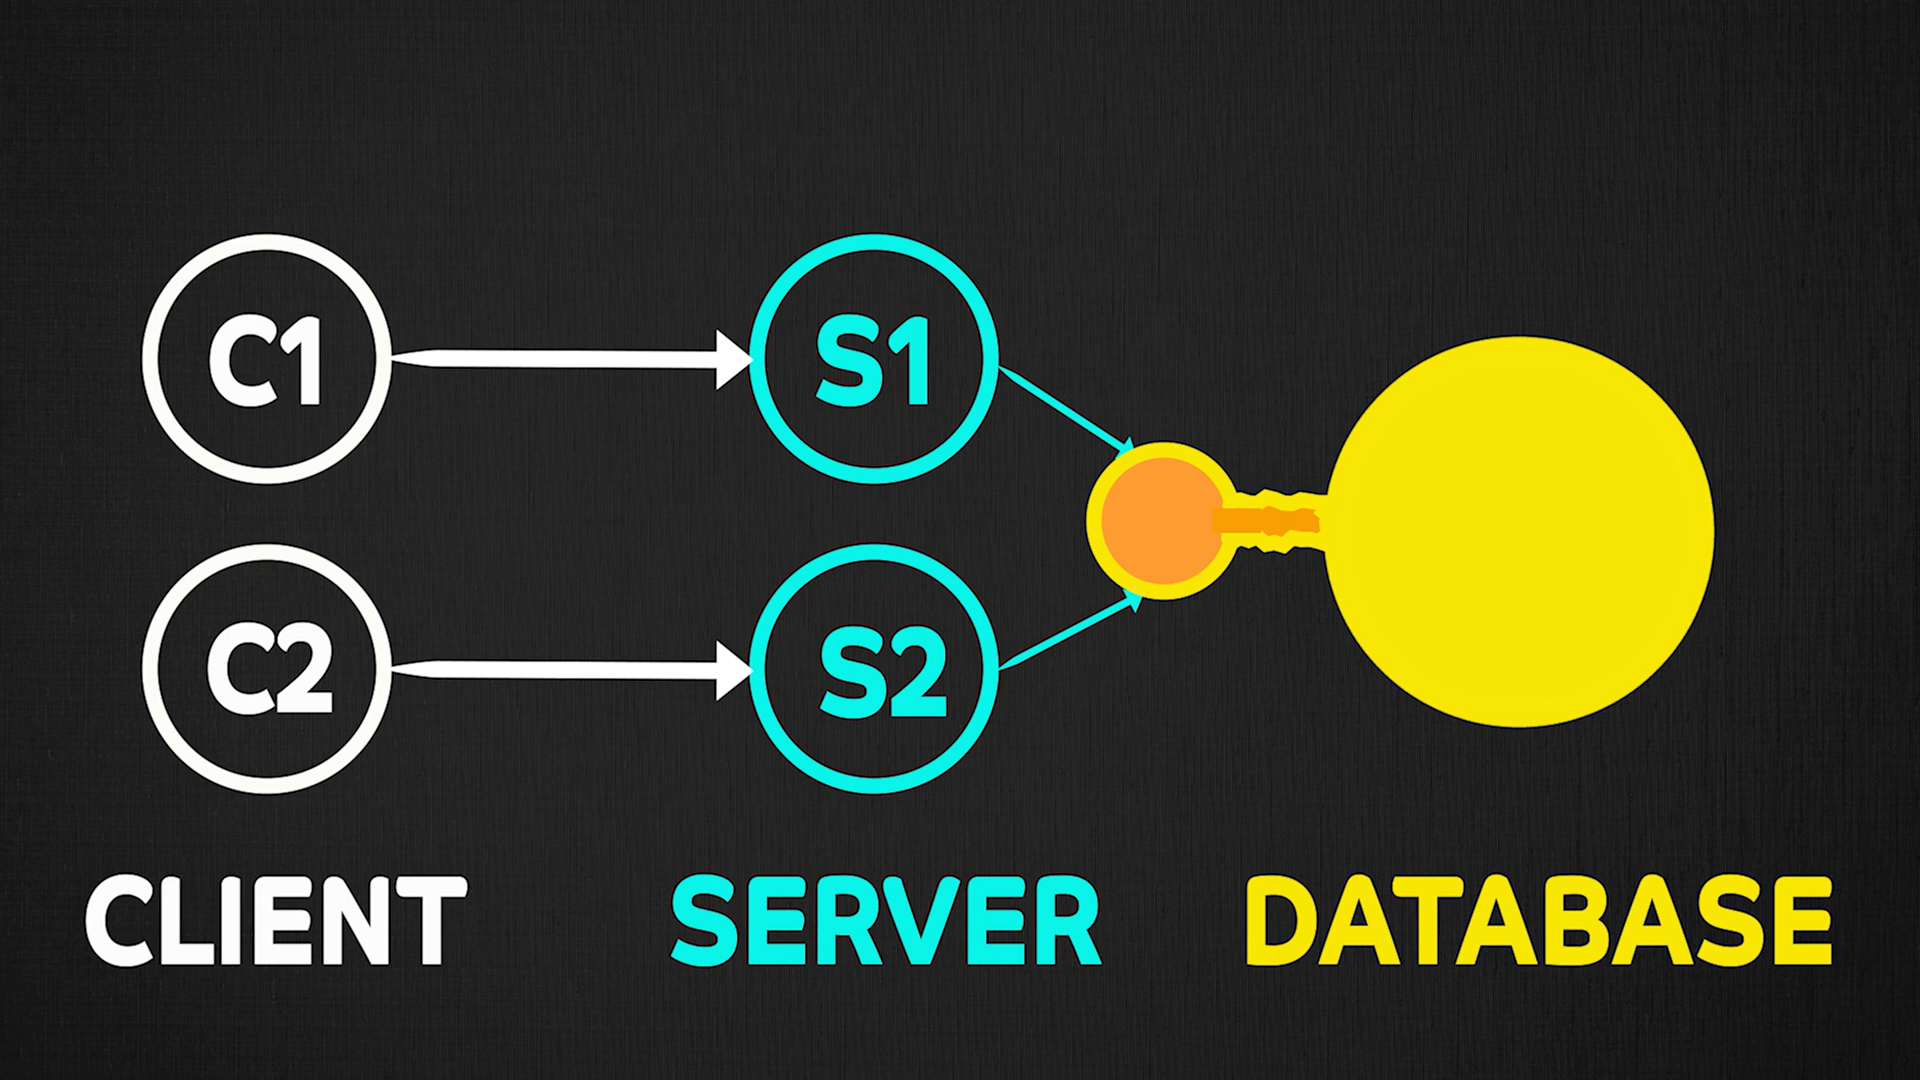 C1
S1
C2
S2
CLIENT
SERVER
DATABASE